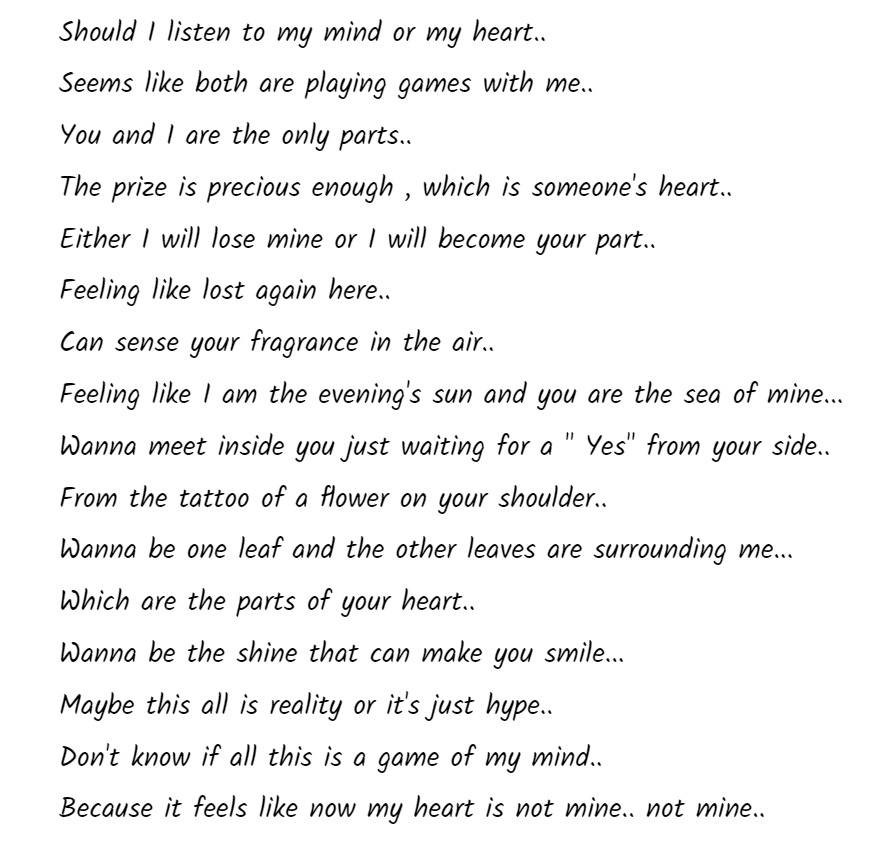 Should I listen to my mind or my heart..
Seems like both are playing games with me..
You and I are the only parts..
The prize is precious enough , which is someone's heart..
Either I will lose mine or I will become your part..
Feeling like lost again here..
Can sense your fragrance in the air..
Feeling like I am the evening's sun and you are the sea of mine...
Wanna meet inside you just waiting for a " Yes" from your side..
From the tattoo of a flower on your shoulder..
Wanna be one leaf and the other leaves are surrounding me...
Which are the parts of your heart..
Wanna be the shine that can make you smile...
Maybe this all is reality or it's just hype..
Don't know if all this is a game of my mind..
Because it feels like now my heart is not mine.. not mine..